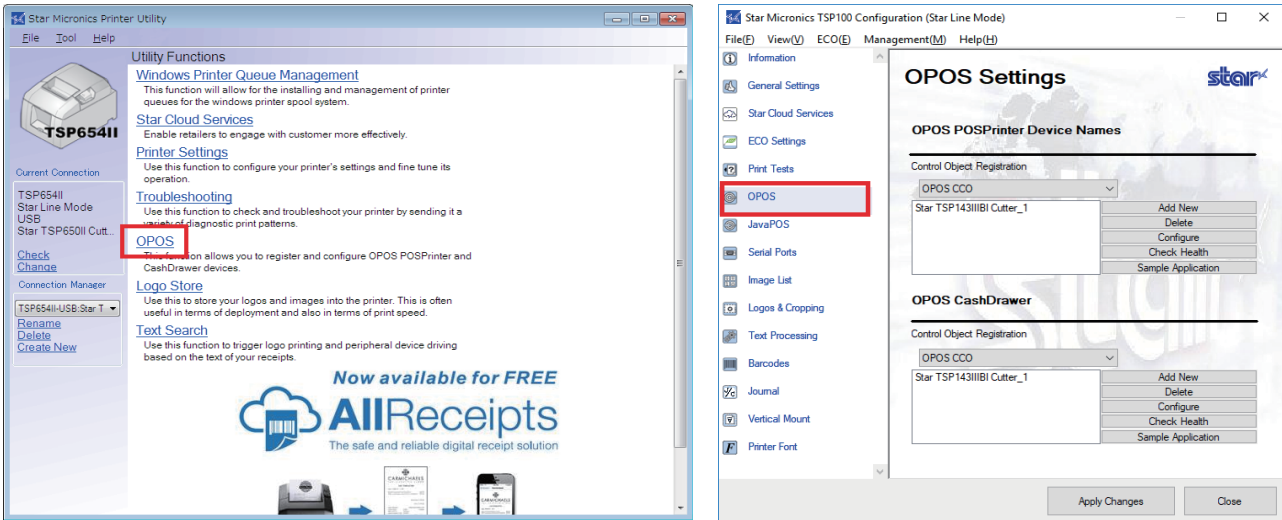 Star Micronics Printer Utility
File Tool Help
TSP654II
Current Connection
TSP654II
Star Line Mode
USB
Star TSP650II Cutt...
Check
Change
Connection Manager
TSP654II-USB:Star T
Rename
Delete
Create New
Utility Functions
Windows Printer Queue Management
This function will allow for the installing and management of printer
queues for the windows printer spool system.
Star Cloud Services
Enable retailers to engage with customer more effectively.
Printer Settings
Use this function to configure your printer's settings and fine tune its
operation.
Troubleshooting
Use this function to check and troubleshoot your printer by sending it a
variety of diagnostic print patterns.
OPOS
This function allows you to register and configure OPOS POSPrinter and
CashDrawer devices.
Logo Store
Use this to store your logos and images into the printer. This is often
useful in terms of deployment and also in terms of print speed.
Text Search
Use this function to trigger logo printing and peripheral device driving
based on the text of your receipts.
Now available for FREE
AllReceipts
The safe and reliable digital receipt solution
CARMICHAELS
CARMICHAELS
Star Micronics TSP100 Configuration (Star Line Mode)
File(F) View(V) ECO(E) Management(M) Help(H)
Information
General Settings
Star Cloud Services
ECO Settings
Print Tests
OPOS
JavaPOS
Serial Ports
Image List
Logos & Cropping
Text Processing
Barcodes
Journal
Vertical Mount
Printer Font
OPOS Settings
star
OPOS POSPrinter Device Names
Control Object Registration
OPOS CCO
Star TSP143IIIBI Cutter_1
Add New
Delete
Configure
Check Health
Sample Application
OPOS CashDrawer
Control Object Registration
OPOS CCO
Star TSP143IIIBI Cutter_1
Add New
Delete
Configure
Check Health
Sample Application
Apply Changes
Close